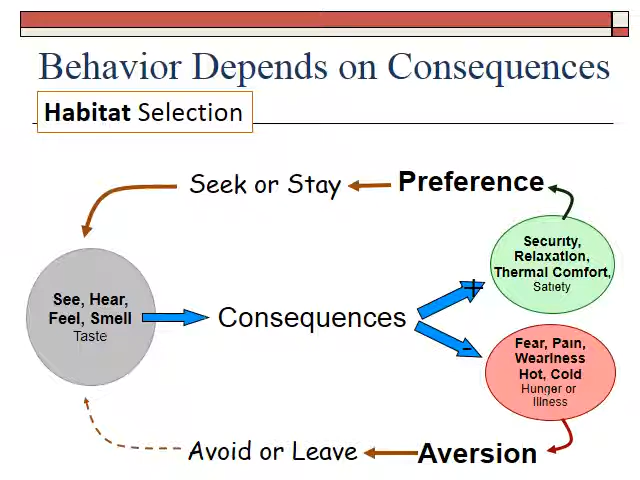 Behavior Depends on Consequences
Habitat Selection
Seek or Stay
Preference
Security,
Relaxation,
Thermal Comfort,
Satiety
See, Hear,
Feel, Smell
Taste
Consequences
+
-
Fear, Pain,
Weariness
Hot, Cold
Hunger or
Illness
Avoid or Leave
Aversion